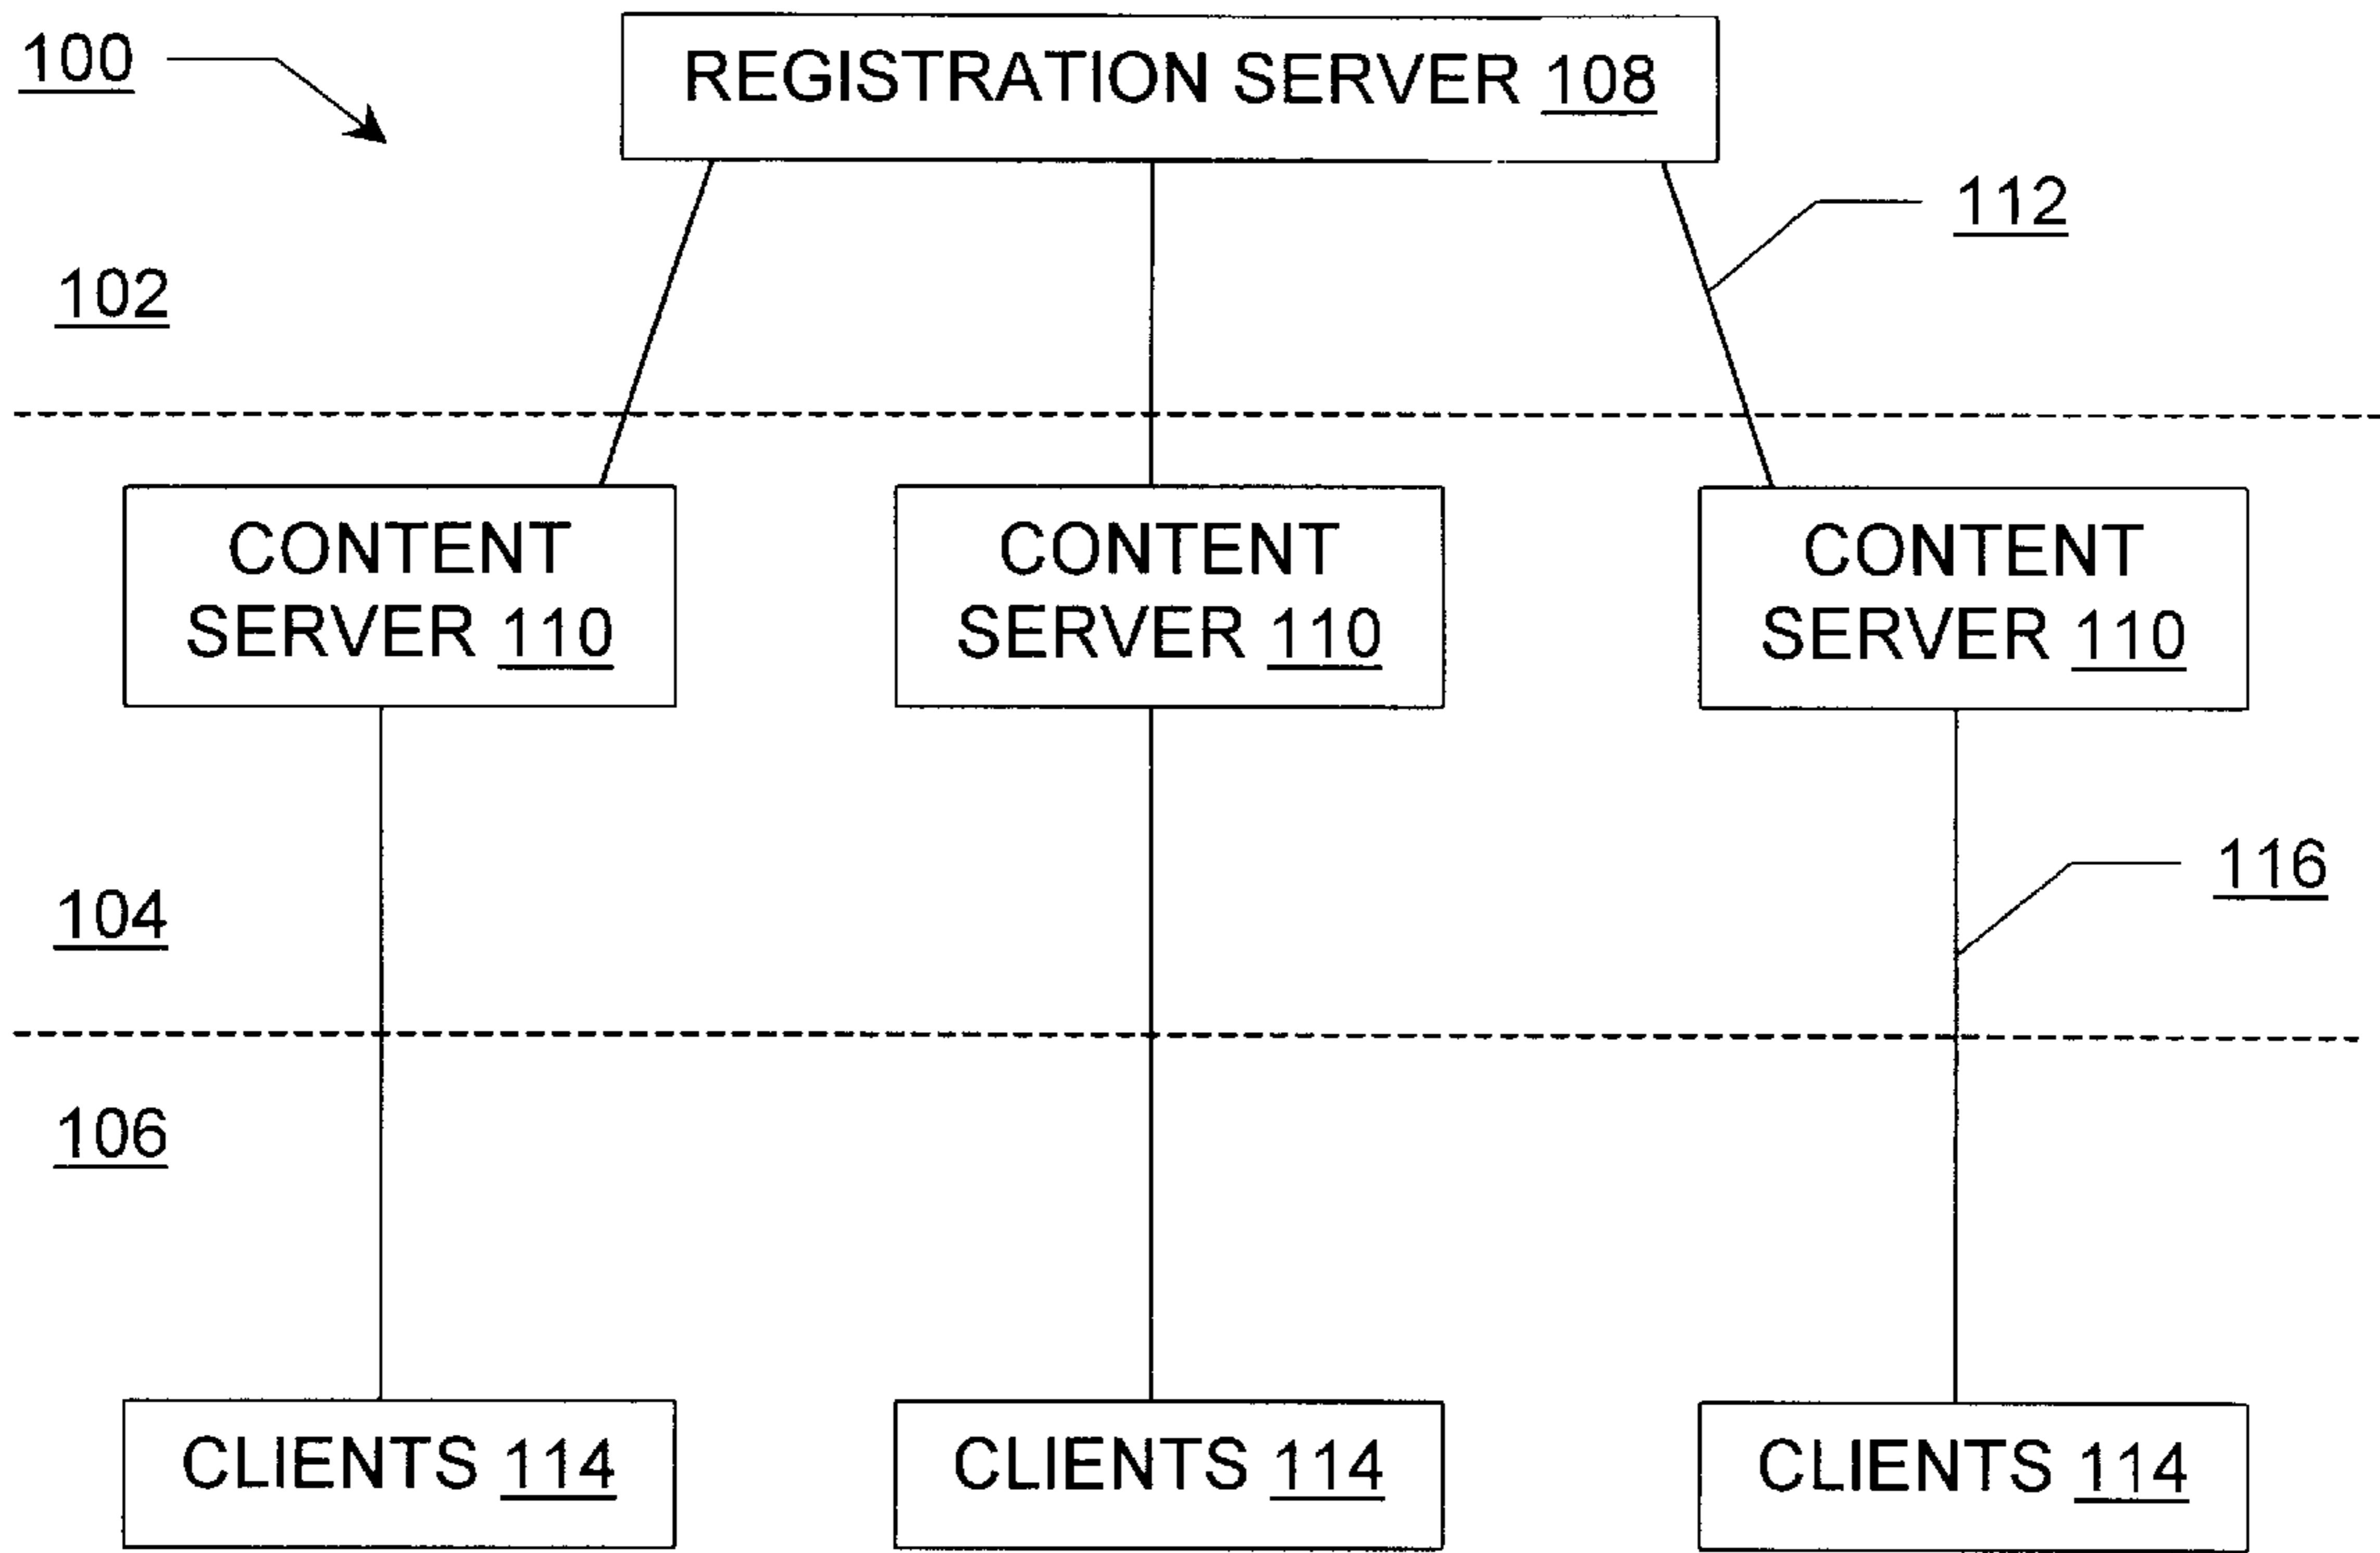 100
REGISTRATION SERVER 108
112
102
CONTENT
SERVER 110
CONTENT
SERVER 110
CONTENT
SERVER 110
116
104
106
CLIENTS 114
CLIENTS 114
CLIENTS 114